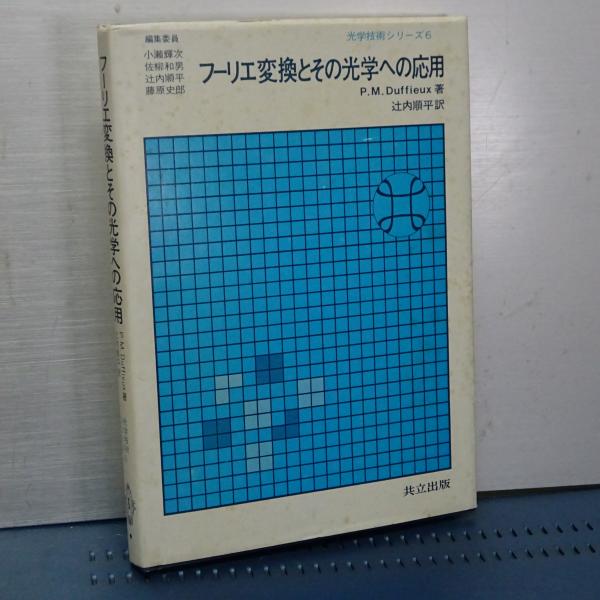 編集委員
小瀬輝次
佐柳和男
辻内順平
藤原史郎
光学技術シリーズ6
フーリエ変換とその光学への応用
P.M.Duffieux 著
辻内順平訳
共立出版
フーリエ変換とその光学への応用
P.M.Duffieux 著